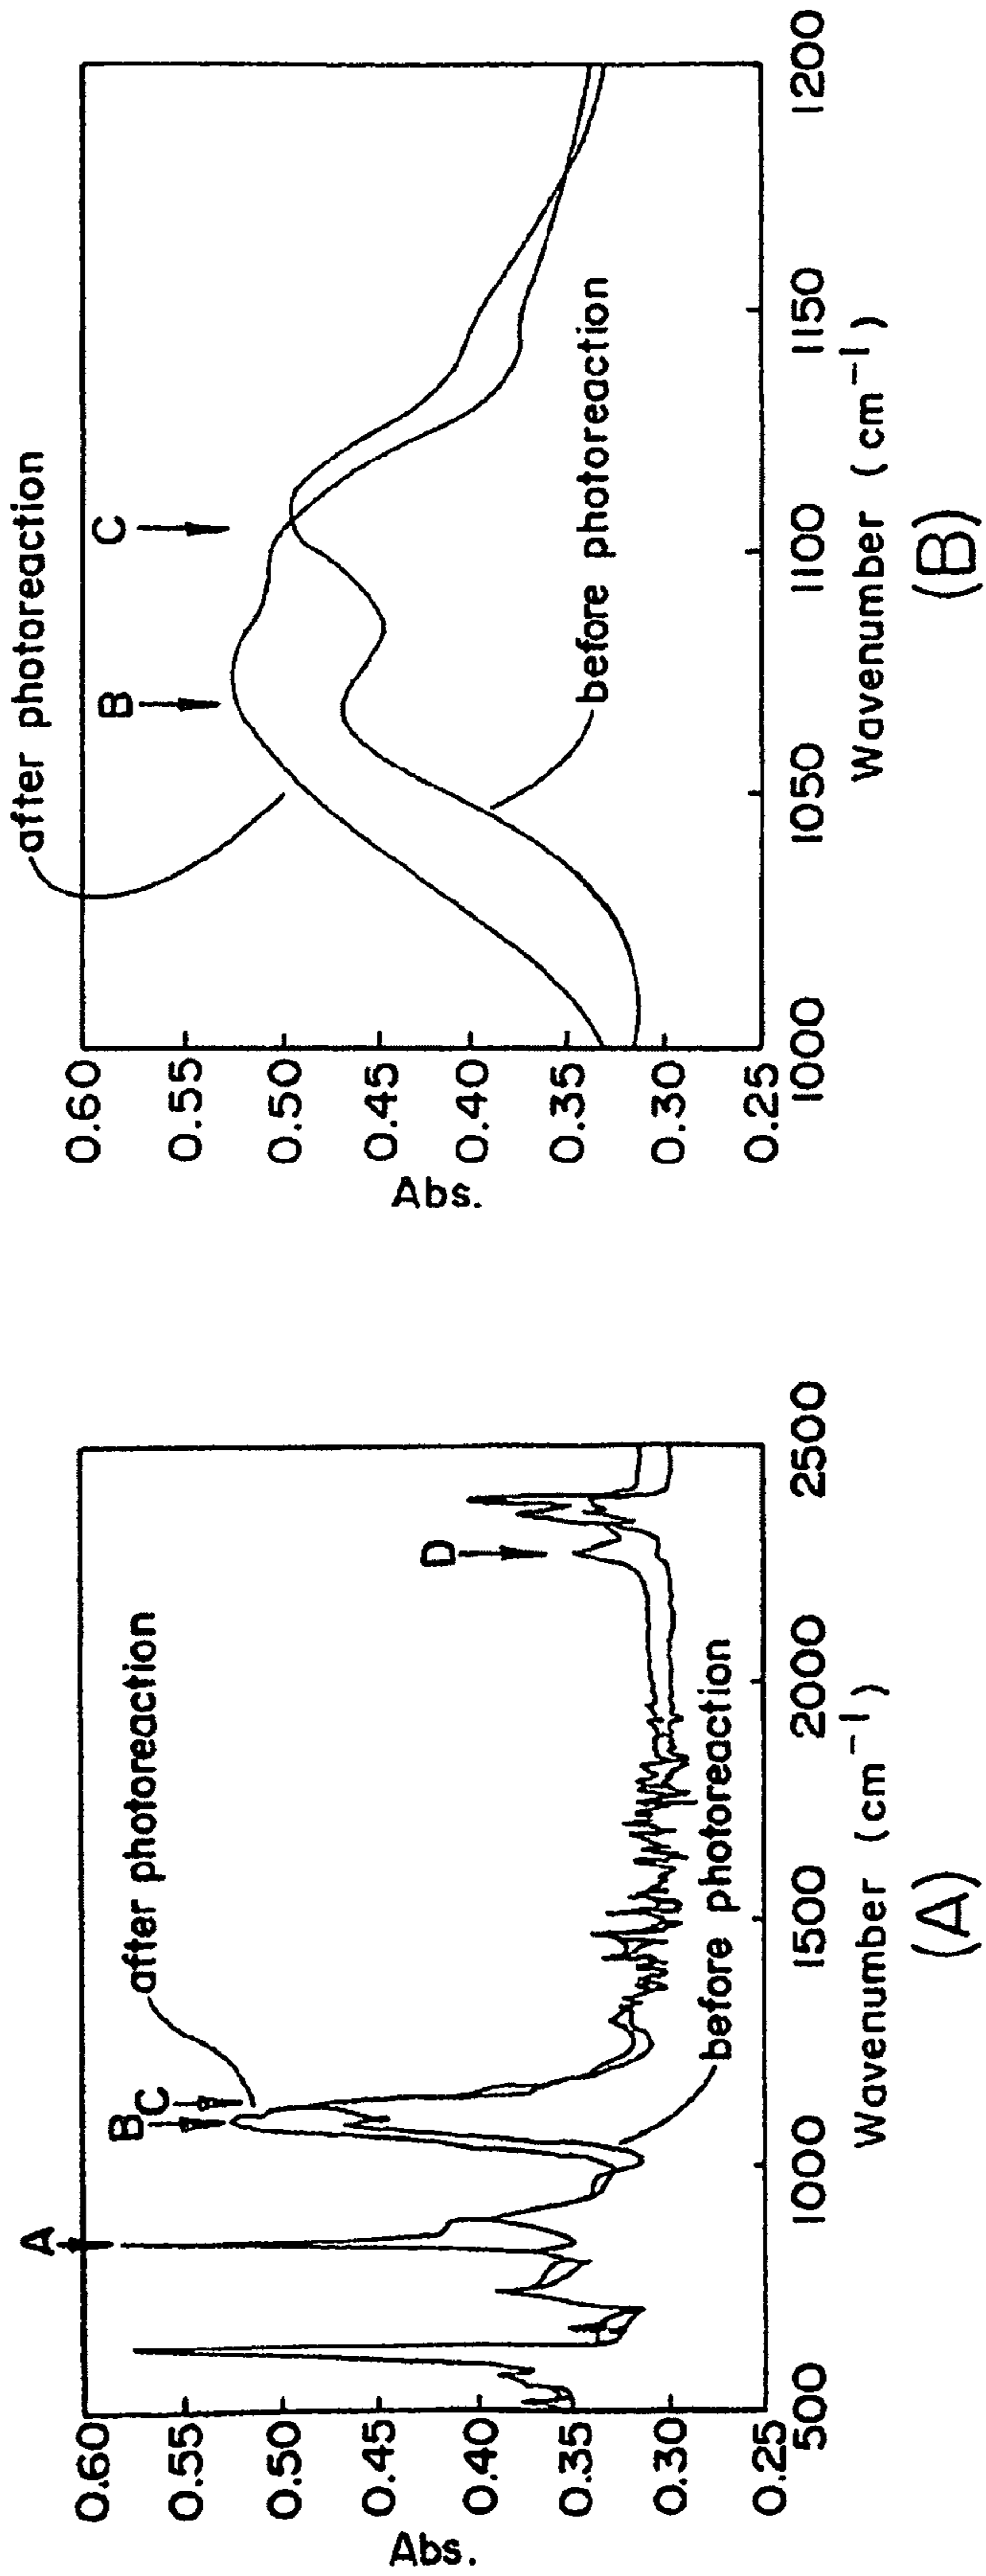 0.60
0.55
0.50
0.45
0.40
0.35
0.30
0.25
Abs.
500
1000
1500
2000
2500
Wavenumber (cm−1)
A
B
C
D
after photoreaction
before photoreaction
(A)
0.60
0.55
0.50
0.45
0.40
0.35
0.30
0.25
Abs.
1000
1050
1100
1150
1200
Wavenumber (cm−1)
B
C
after photoreaction
before photoreaction
(B)